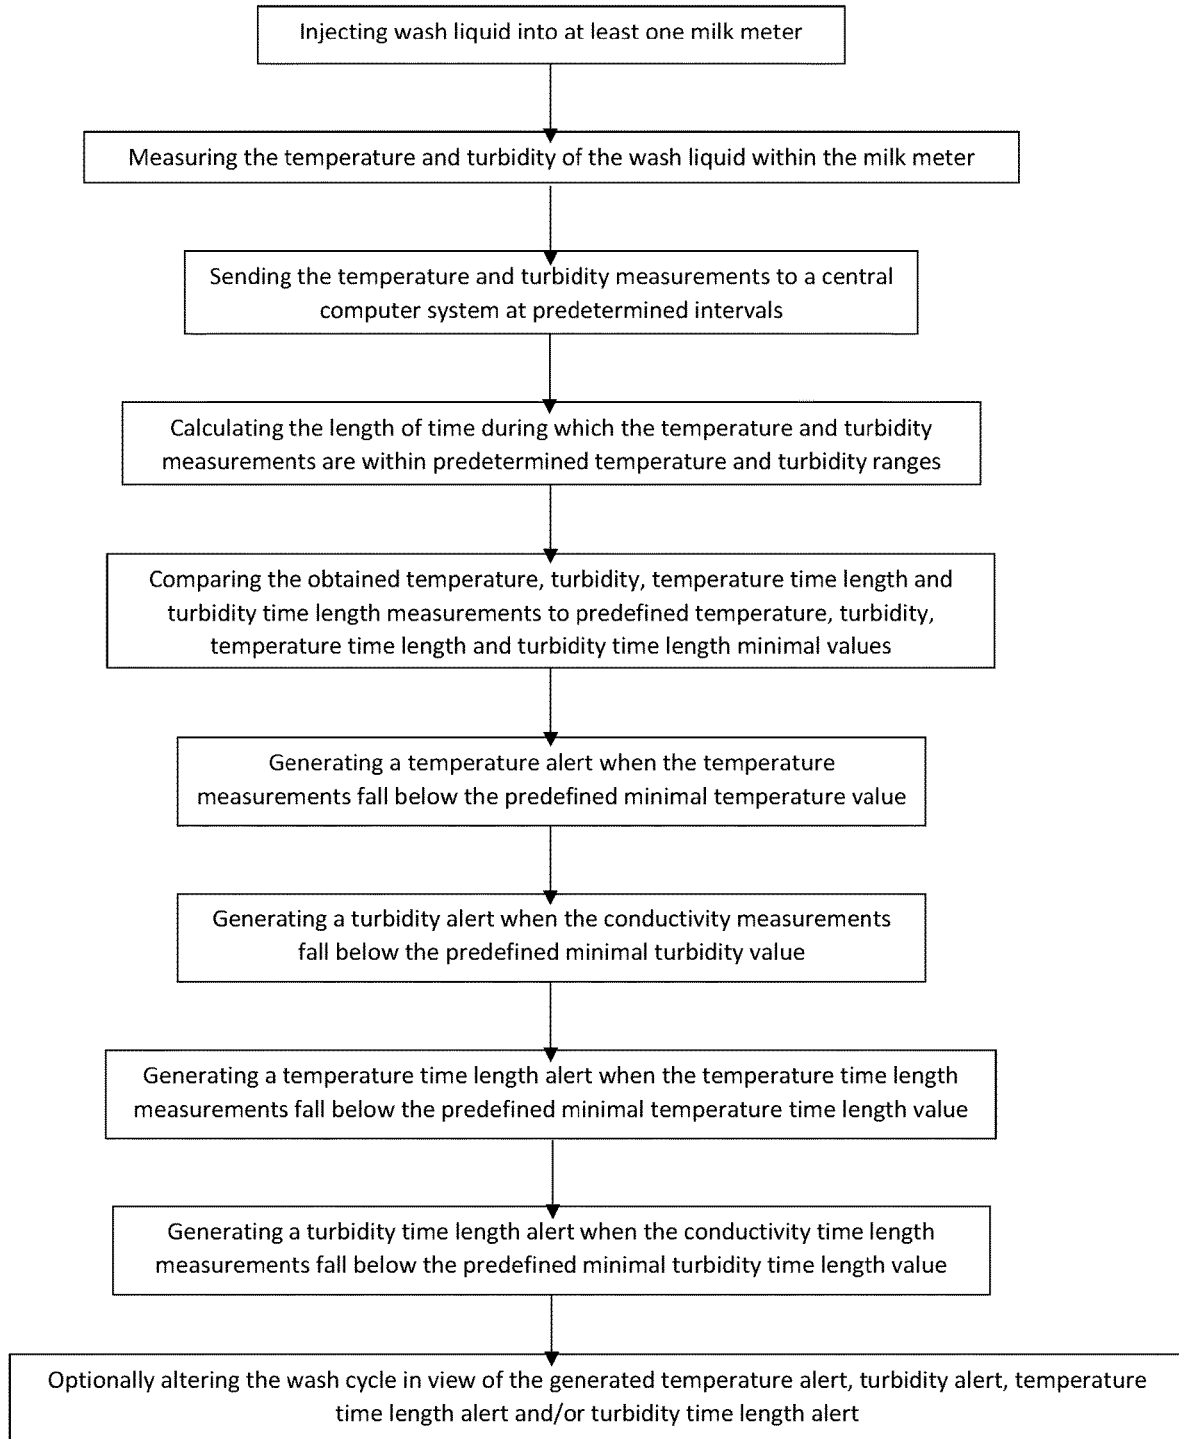 Injecting wash liquid into at least one milk meter
Measuring the temperature and turbidity of the wash liquid within the milk meter
Sending the temperature and turbidity measurements to a central
computer system at predetermined intervals
Calculating the length of time during which the temperature and turbidity
measurements are within predetermined temperature and turbidity ranges
Comparing the obtained temperature, turbidity, temperature time length and
turbidity time length measurements to predefined temperature, turbidity,
temperature time length and turbidity time length minimal values
Generating a temperature alert when the temperature
measurements fall below the predefined minimal temperature value
Generating a turbidity alert when the conductivity measurements
fall below the predefined minimal turbidity value
Generating a temperature time length alert when the temperature time length
measurements fall below the predefined minimal temperature time length value
Generating a turbidity time length alert when the conductivity time length
measurements fall below the predefined minimal turbidity time length value
Optionally altering the wash cycle in view of the generated temperature alert, turbidity alert, temperature
time length alert and/or turbidity time length alert